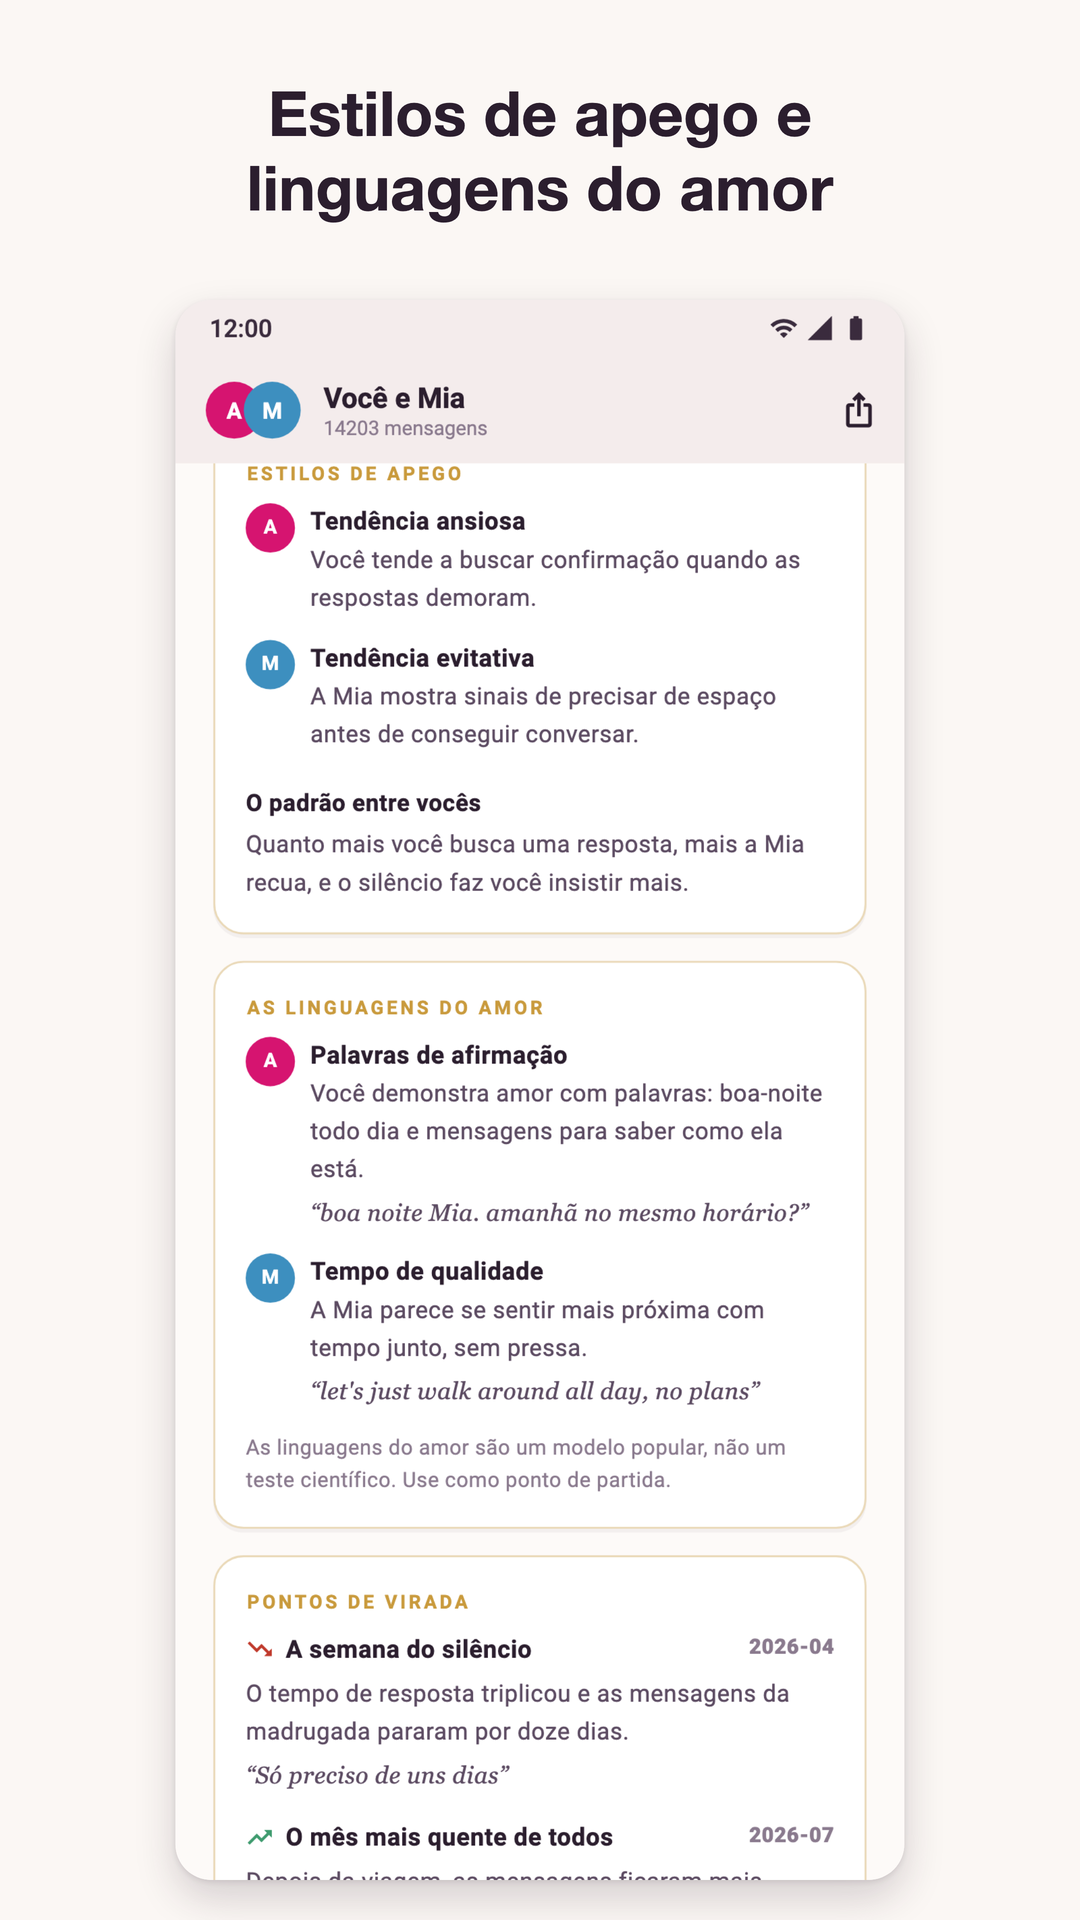 Estilos de apego e
linguagens do amor
12:00
A M Você e Mia
14203 mensagens
ESTILOS DE APEGO
A Tendência ansiosa
Você tende a buscar confirmação quando as
respostas demoram.
M Tendência evitativa
A Mia mostra sinais de precisar de espaço
antes de conseguir conversar.
O padrão entre vocês
Quanto mais você busca uma resposta, mais a Mia
recua, e o silêncio faz você insistir mais.
AS LINGUAGENS DO AMOR
A Palavras de afirmação
Você demonstra amor com palavras: boa-noite
todo dia e mensagens para saber como ela
está.
“boa noite Mia. amanhã no mesmo horário?”
M Tempo de qualidade
A Mia parece se sentir mais próxima com
tempo junto, sem pressa.
“let's just walk around all day, no plans”
As linguagens do amor são um modelo popular, não um
teste científico. Use como ponto de partida.
PONTOS DE VIRADA
A semana do silêncio 2026-04
O tempo de resposta triplicou e as mensagens da
madrugada pararam por doze dias.
“Só preciso de uns dias”
O mês mais quente de todos 2026-07
Depois da viagem, as mensagens ficaram mais